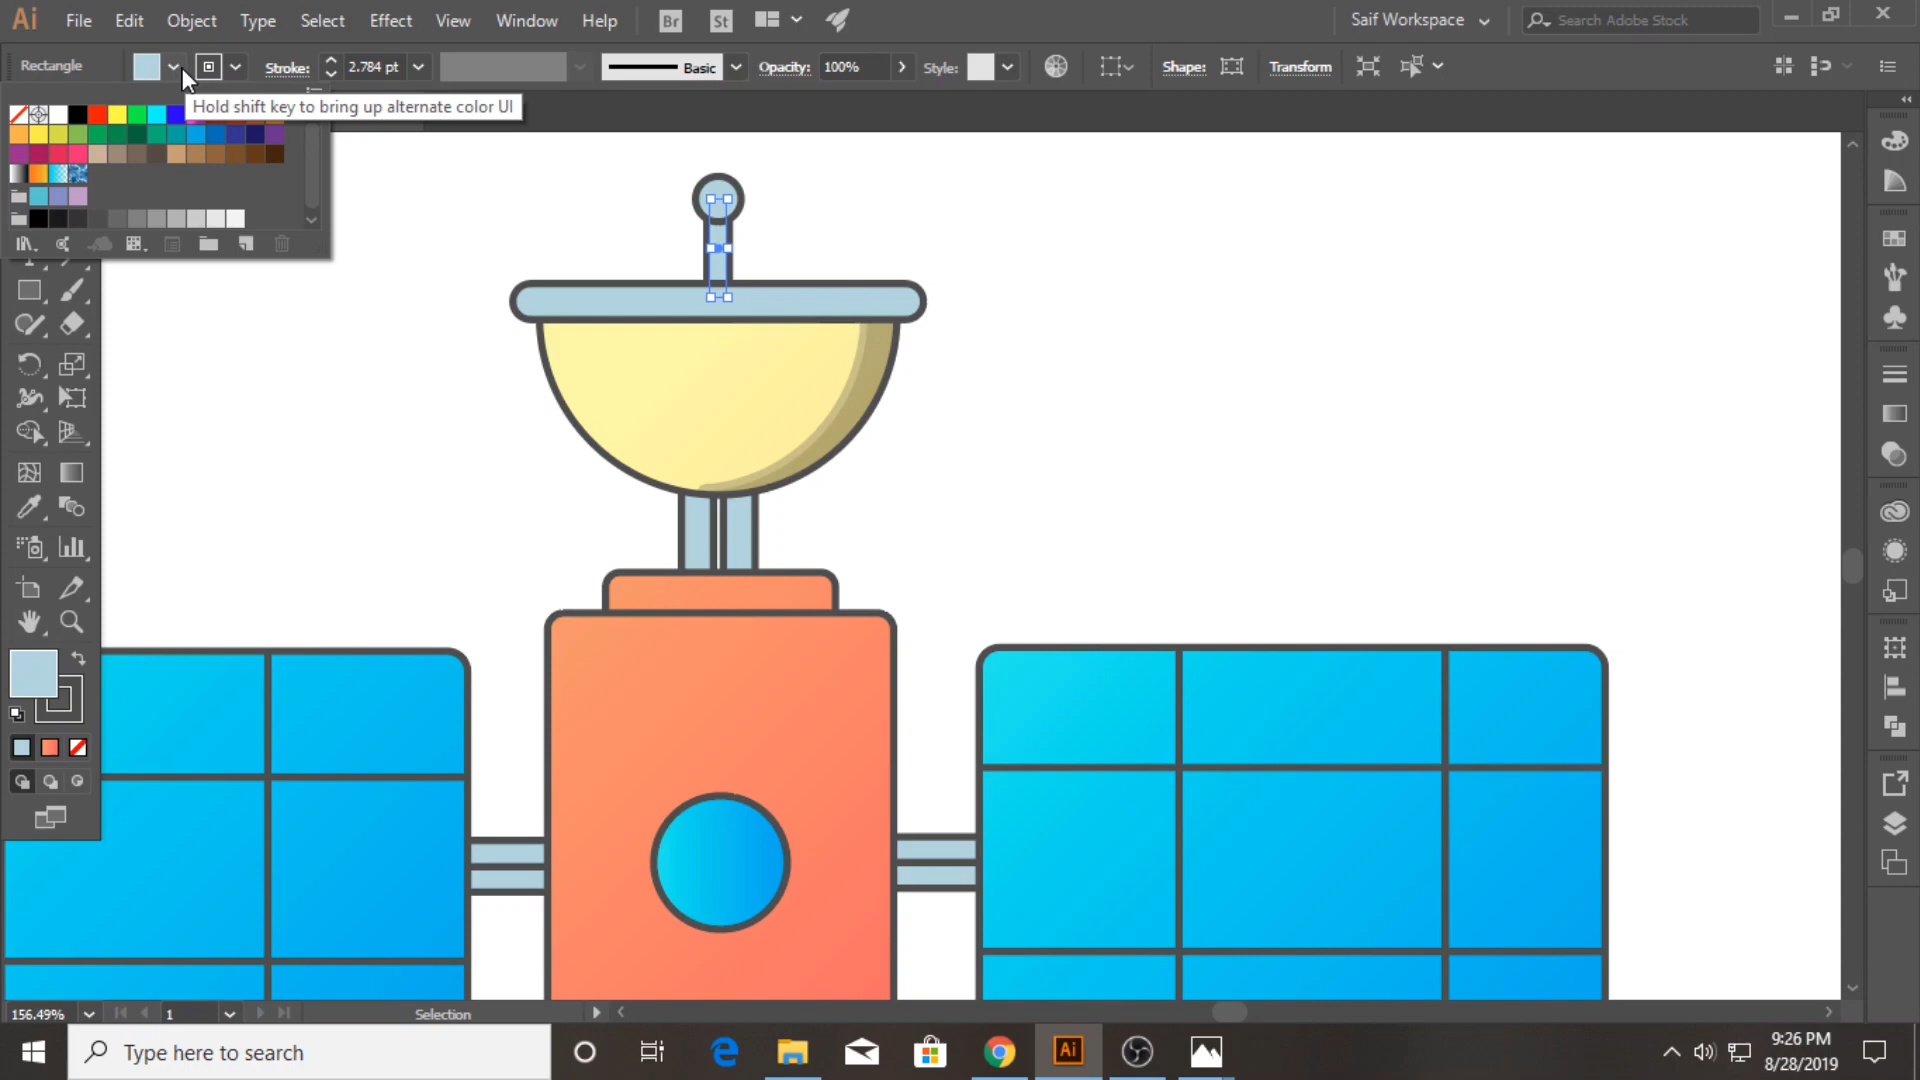 Ai File Edit Object Type Select Effect View Window Help Br St Saif Workspace Search Adobe Stock
Rectangle Stroke: 2.784 pt Basic Opacity: 100% Style: Shape: Transform
Hold shift key to bring up alternate color UI
156.49% 1 Selection
Type here to search Ai 9:26 PM
8/28/2019